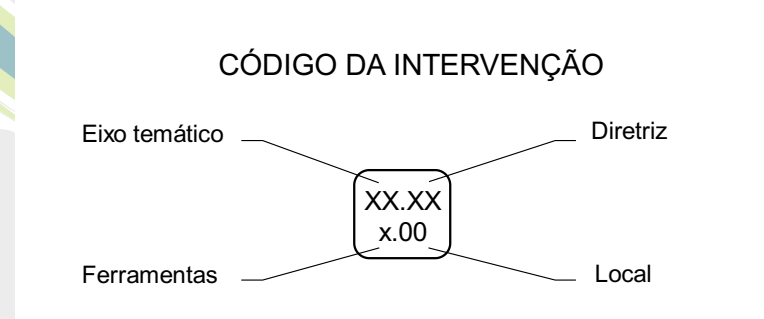 CÓDIGO DA INTERVENÇÃO
Eixo temático
Diretriz
XX.XX
x.00
Ferramentas
Local